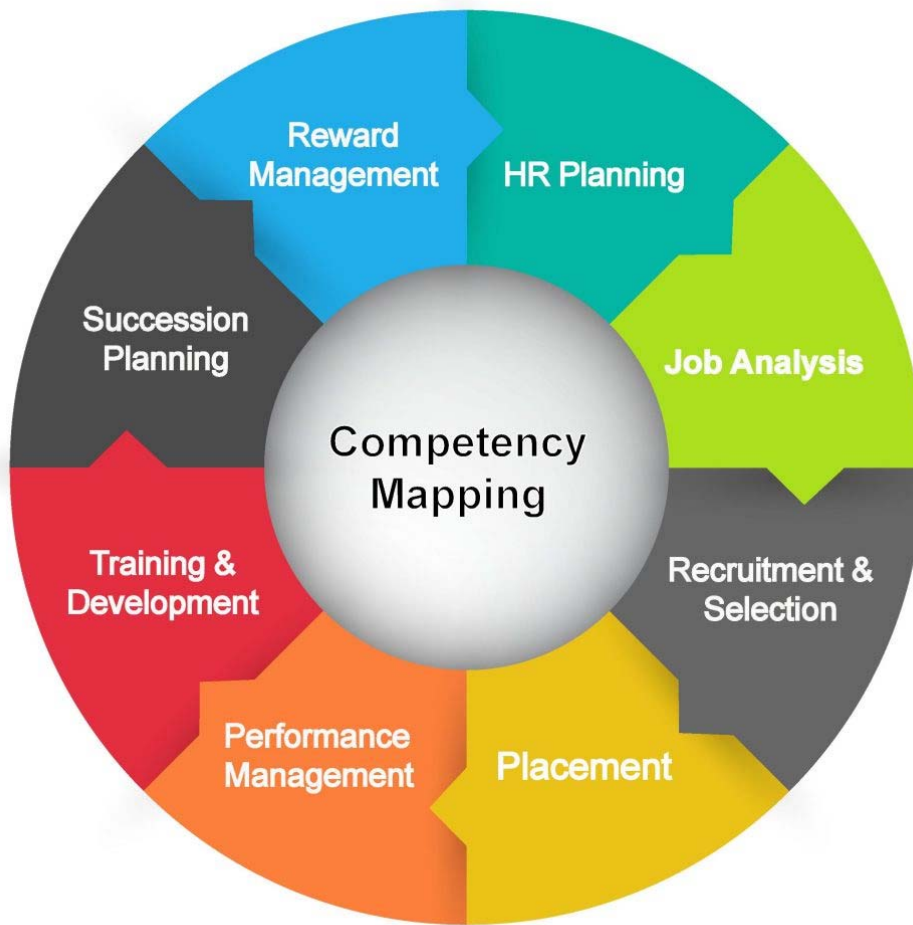 Reward
Management
HR Planning
Job Analysis
Recruitment &
Selection
Placement
Performance
Management
Training &
Development
Succession
Planning
Competency
Mapping